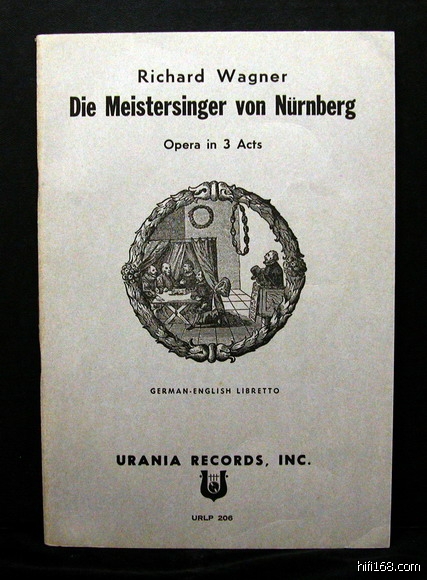 Richard Wagner
Die Meistersinger von Nürnberg
Opera in 3 Acts
GERMAN-ENGLISH LIBRETTO
URANIA RECORDS, INC.
URLP 206
hifi168.com